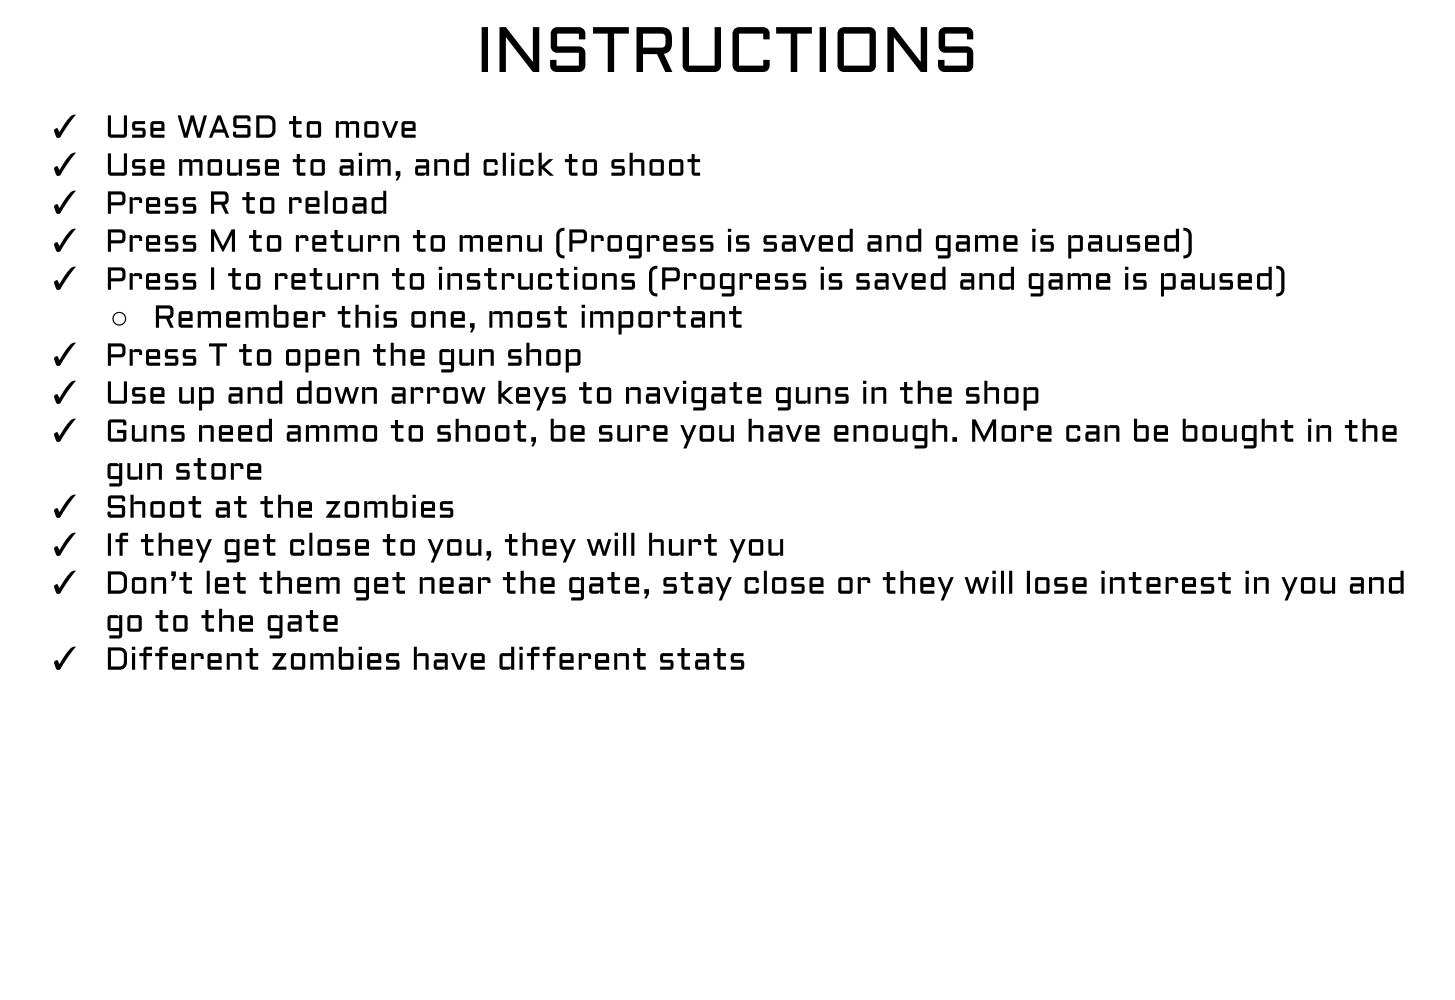 INSTRUCTIONS
✓ Use WASD to move
✓ Use mouse to aim, and click to shoot
✓ Press R to reload
✓ Press M to return to menu (Progress is saved and game is paused)
✓ Press I to return to instructions (Progress is saved and game is paused)
○ Remember this one, most important
✓ Press T to open the gun shop
✓ Use up and down arrow keys to navigate guns in the shop
✓ Guns need ammo to shoot, be sure you have enough. More can be bought in the
gun store
✓ Shoot at the zombies
✓ If they get close to you, they will hurt you
✓ Don’t let them get near the gate, stay close or they will lose interest in you and
go to the gate
✓ Different zombies have different stats